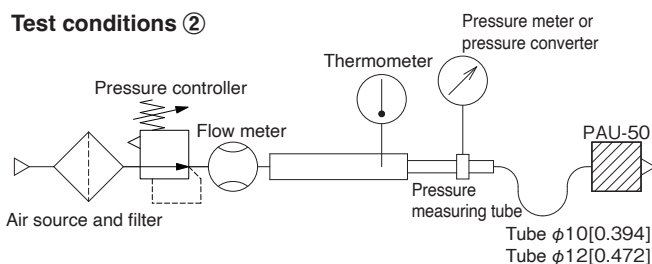 Test conditions ②
Pressure meter or
pressure converter
Thermometer
Pressure controller
Flow meter
PAU-50
Pressure
measuring tube
Air source and filter
Tube φ10[0.394]
Tube φ12[0.472]